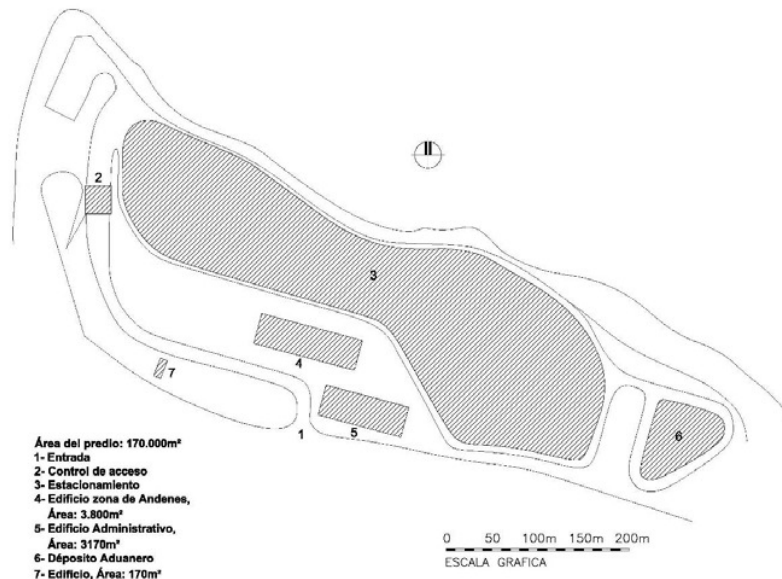 2
3
4
7
5
1
6
Área del predio: 170.000m²
1- Entrada
2- Control de acceso
3- Estacionamiento
4- Edificio zona de Andenes,
Área: 3.800m²
5- Edificio Administrativo,
Área: 3170m²
6- Déposito Aduanero
7- Edificio, Área: 170m²
0 50 100m 150m 200m
ESCALA GRAFICA